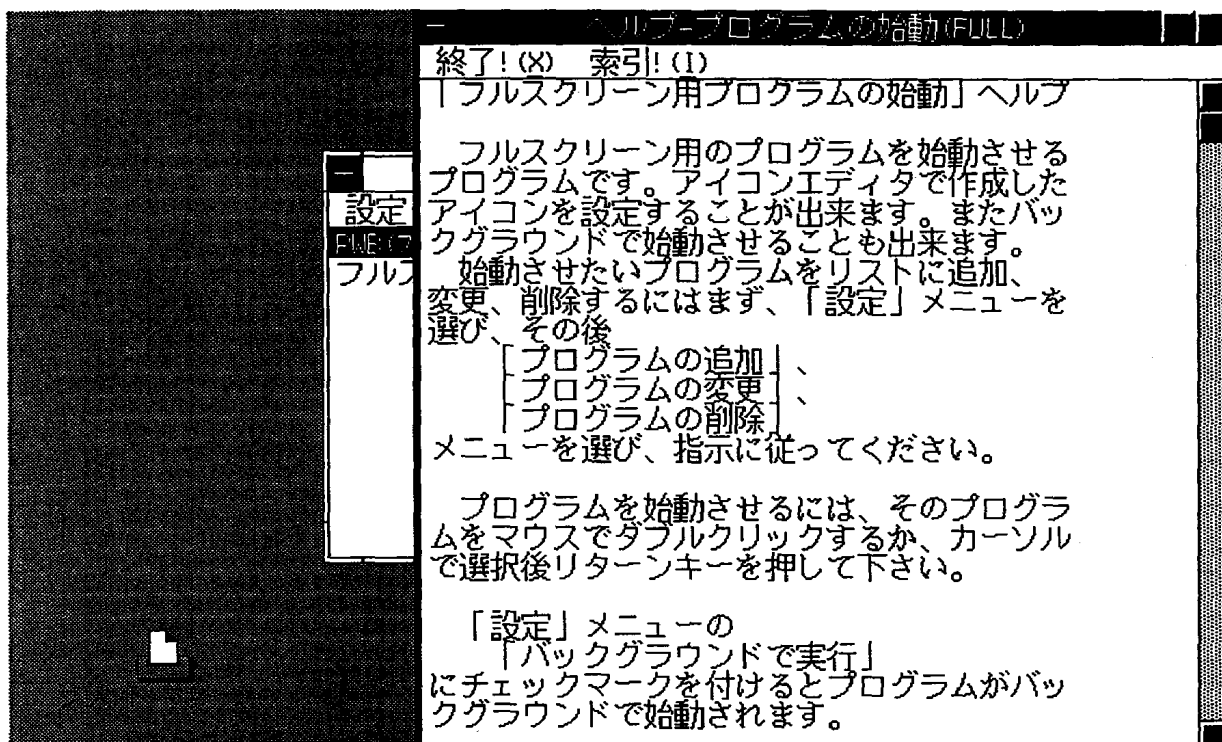 ヘルプ-プログラムの始動(FULL)
終了!(X) 索引!(I)
「フルスクリーン用プログラムの始動」ヘルプ
フルスクリーン用のプログラムを始動させる
プログラムです。アイコンエディタで作成した
アイコンを設定することが出来ます。またバッ
クグラウンドで始動させることも出来ます。
始動させたいプログラムをリストに追加、
変更、削除するにはまず、「設定」メニューを
選び、その後
「プログラムの追加」、
「プログラムの変更」、
「プログラムの削除」
メニューを選び、指示に従ってください。
プログラムを始動させるには、そのプログラ
ムをマウスでダブルクリックするか、カーソル
で選択後リターンキーを押して下さい。
「設定」メニューの
「バックグラウンドで実行」
にチェックマークを付けるとプログラムがバッ
クグラウンドで始動されます。
設定
フルス